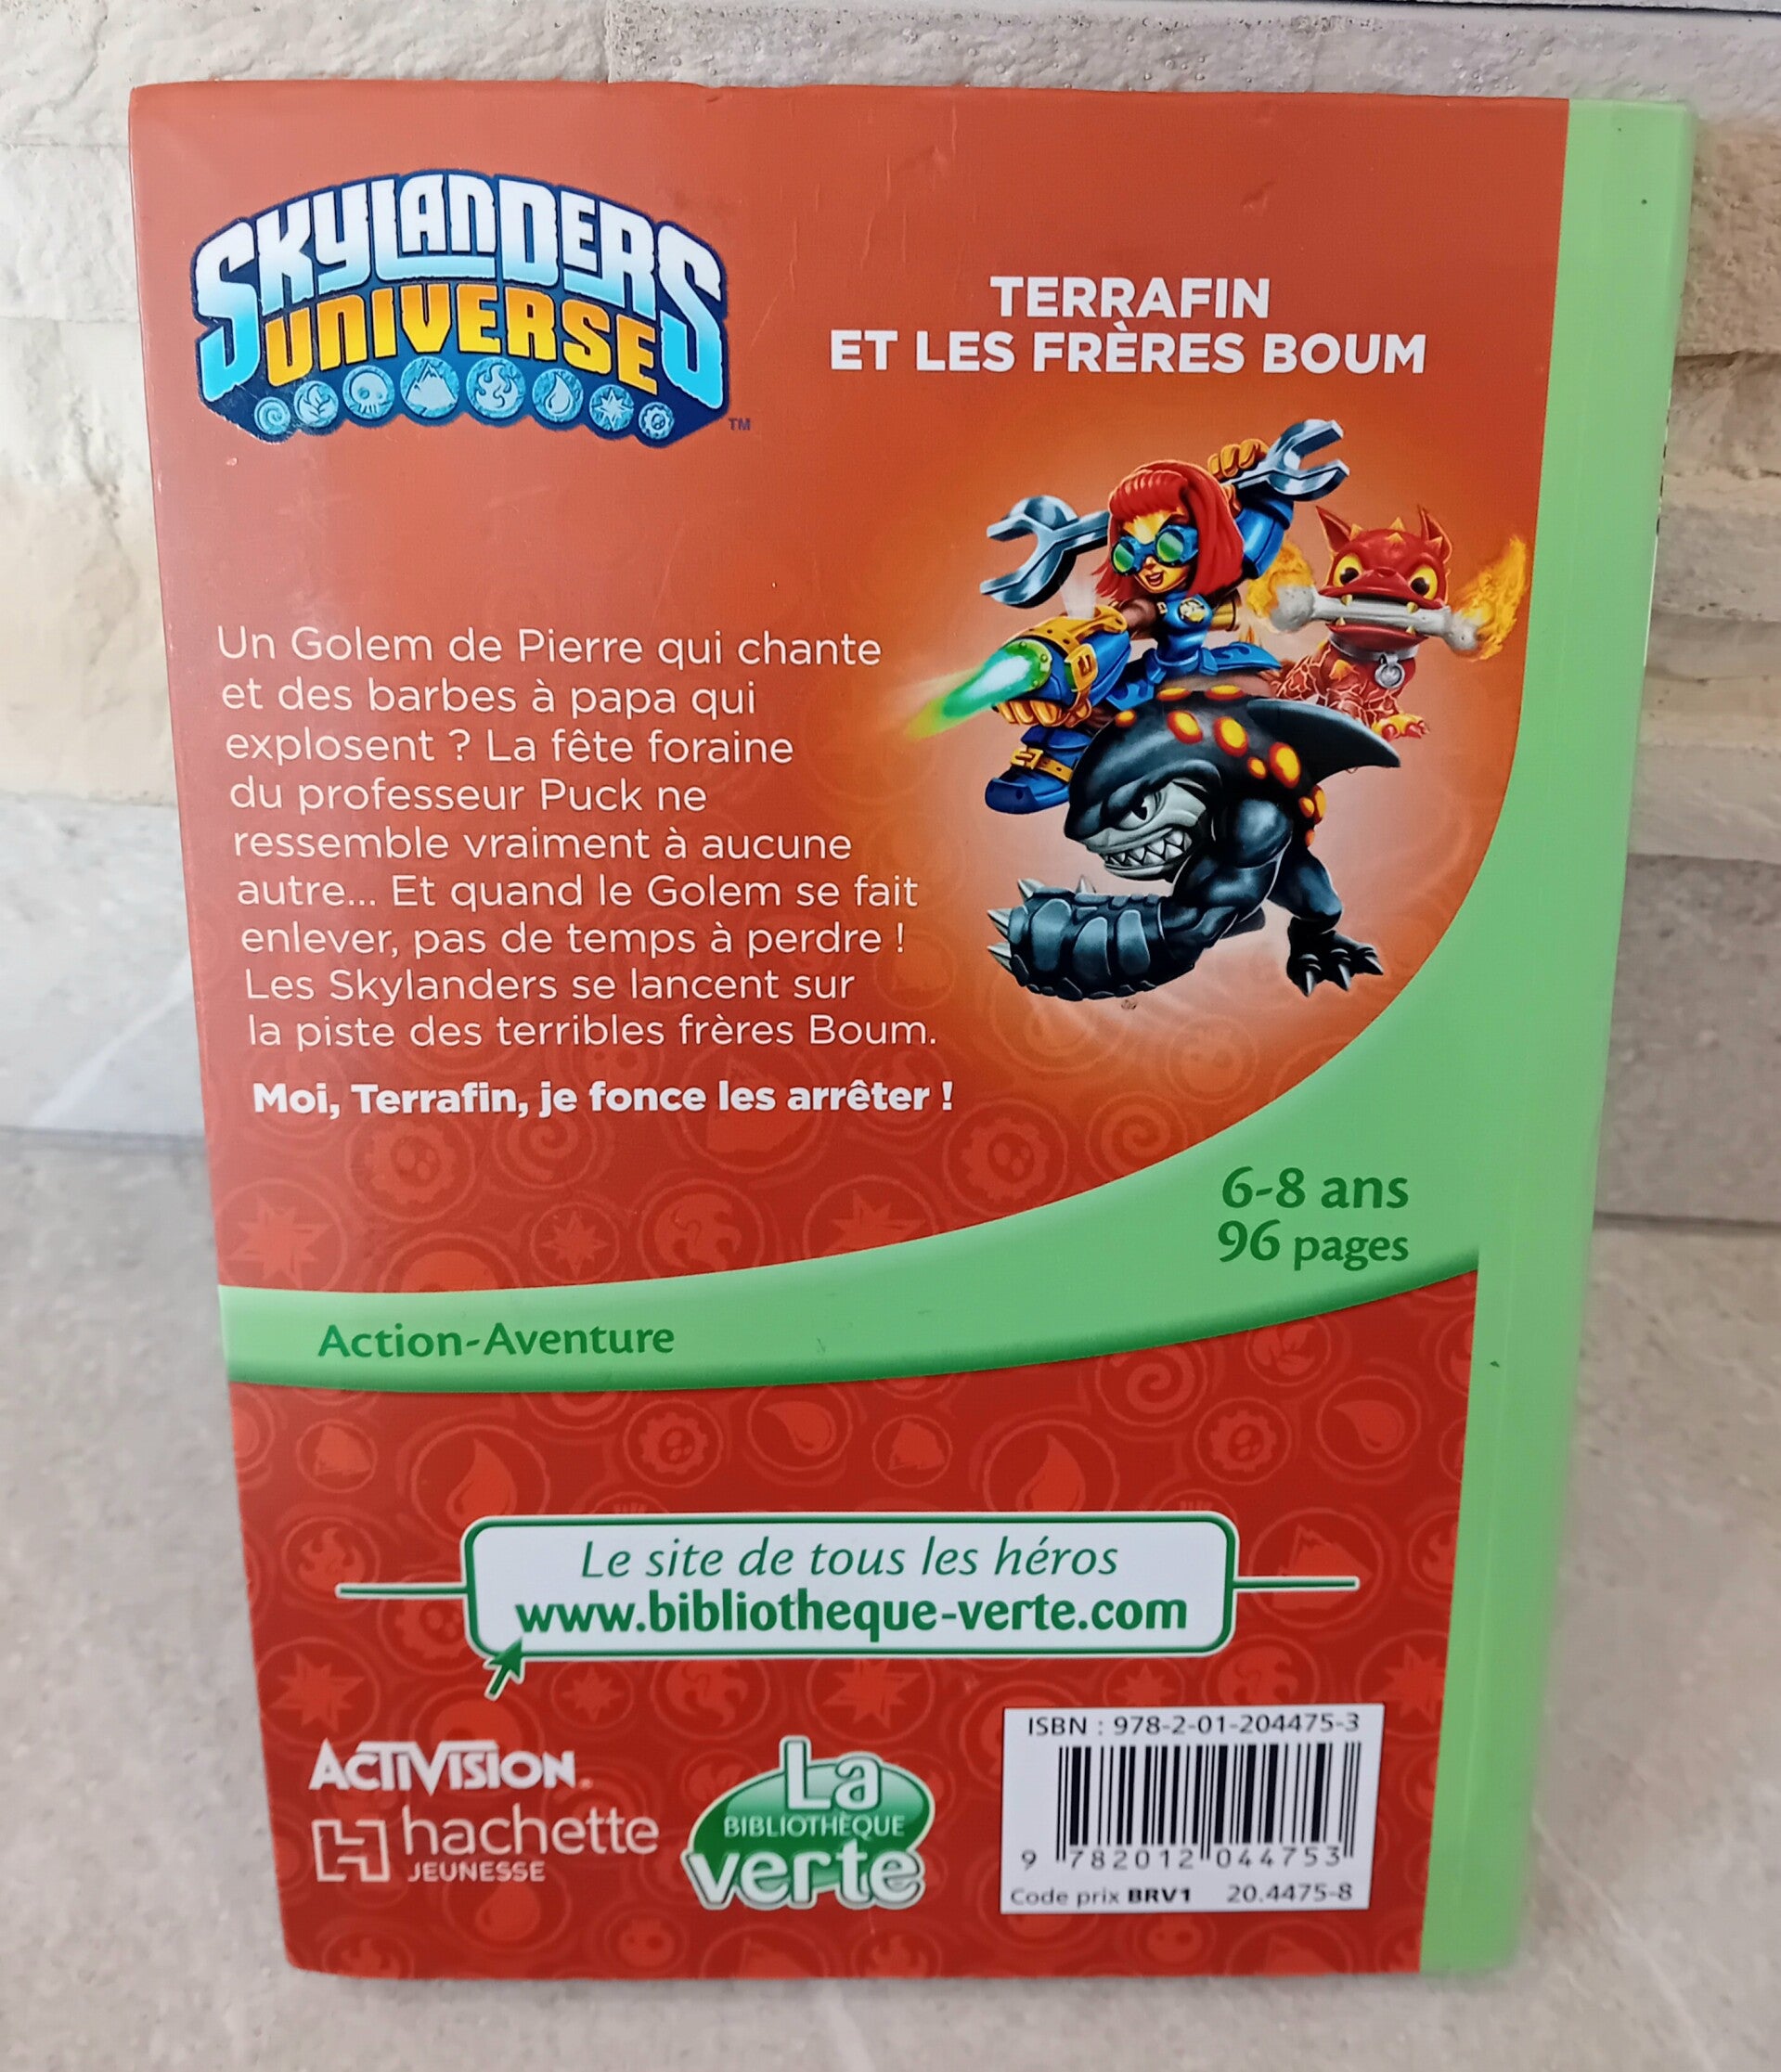 SKYLANDERS
UNIVERSE
TM
TERRAFIN
ET LES FRÈRES BOUM
Un Golem de Pierre qui chante
et des barbes à papa qui
explosent ? La fête foraine
du professeur Puck ne
ressemble vraiment à aucune
autre... Et quand le Golem se fait
enlever, pas de temps à perdre !
Les Skylanders se lancent sur
la piste des terribles frères Boum.
Moi, Terrafin, je fonce les arrêter !
6-8 ans
96 pages
Action-Aventure
Le site de tous les héros
www.bibliotheque-verte.com
ACTIVISION
hachette
JEUNESSE
La
BIBLIOTHÈQUE
verte
ISBN : 978-2-01-204475-3
9 782012 044753
Code prix BRV1 20.4475-8